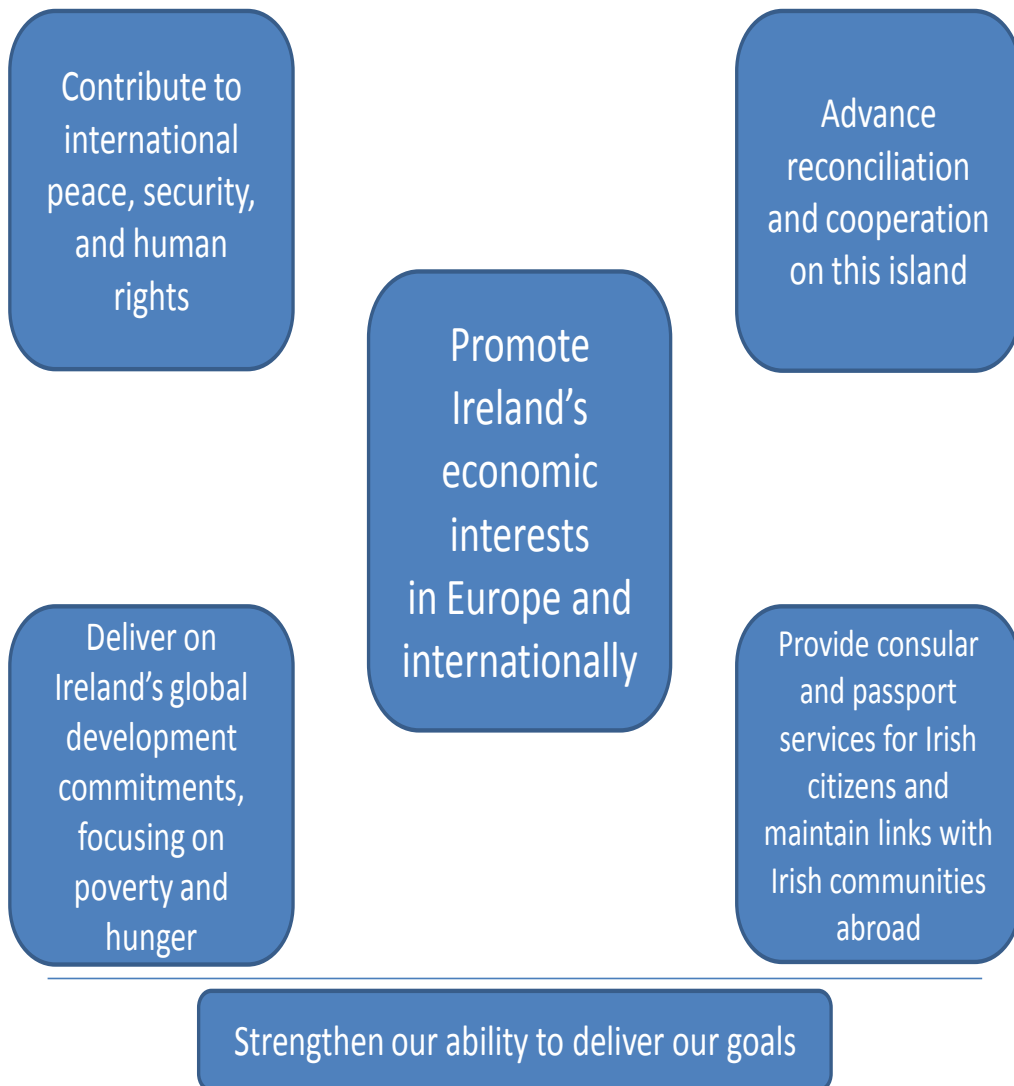 Contribute to
international
peace, security,
and human
rights
Advance
reconciliation
and cooperation
on this island
Promote
Ireland’s
economic
interests
in Europe and
internationally
Deliver on
Ireland’s global
development
commitments,
focusing on
poverty and
hunger
Provide consular
and passport
services for Irish
citizens and
maintain links with
Irish communities
abroad
Strengthen our ability to deliver our goals